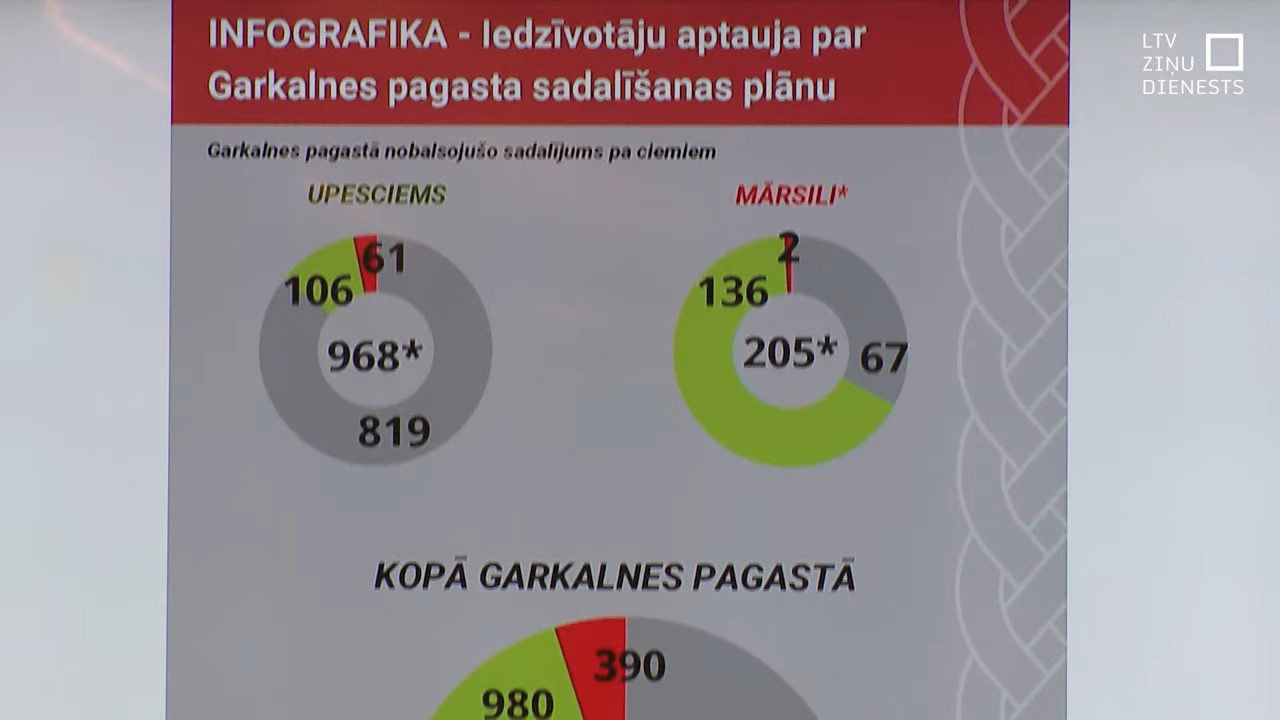 INFOGRAFIKA - Iedzīvotāju aptauja par
Garkalnes pagasta sadalīšanas plānu
LTV
ZIŅU
DIENESTS
Garkalnes pagastā nobalsojušo sadalījums pa ciemiem
UPESCIEMS
61
106
968*
819
MĀRSILI*
2
136
205*
67
KOPĀ GARKALNES PAGASTĀ
390
980